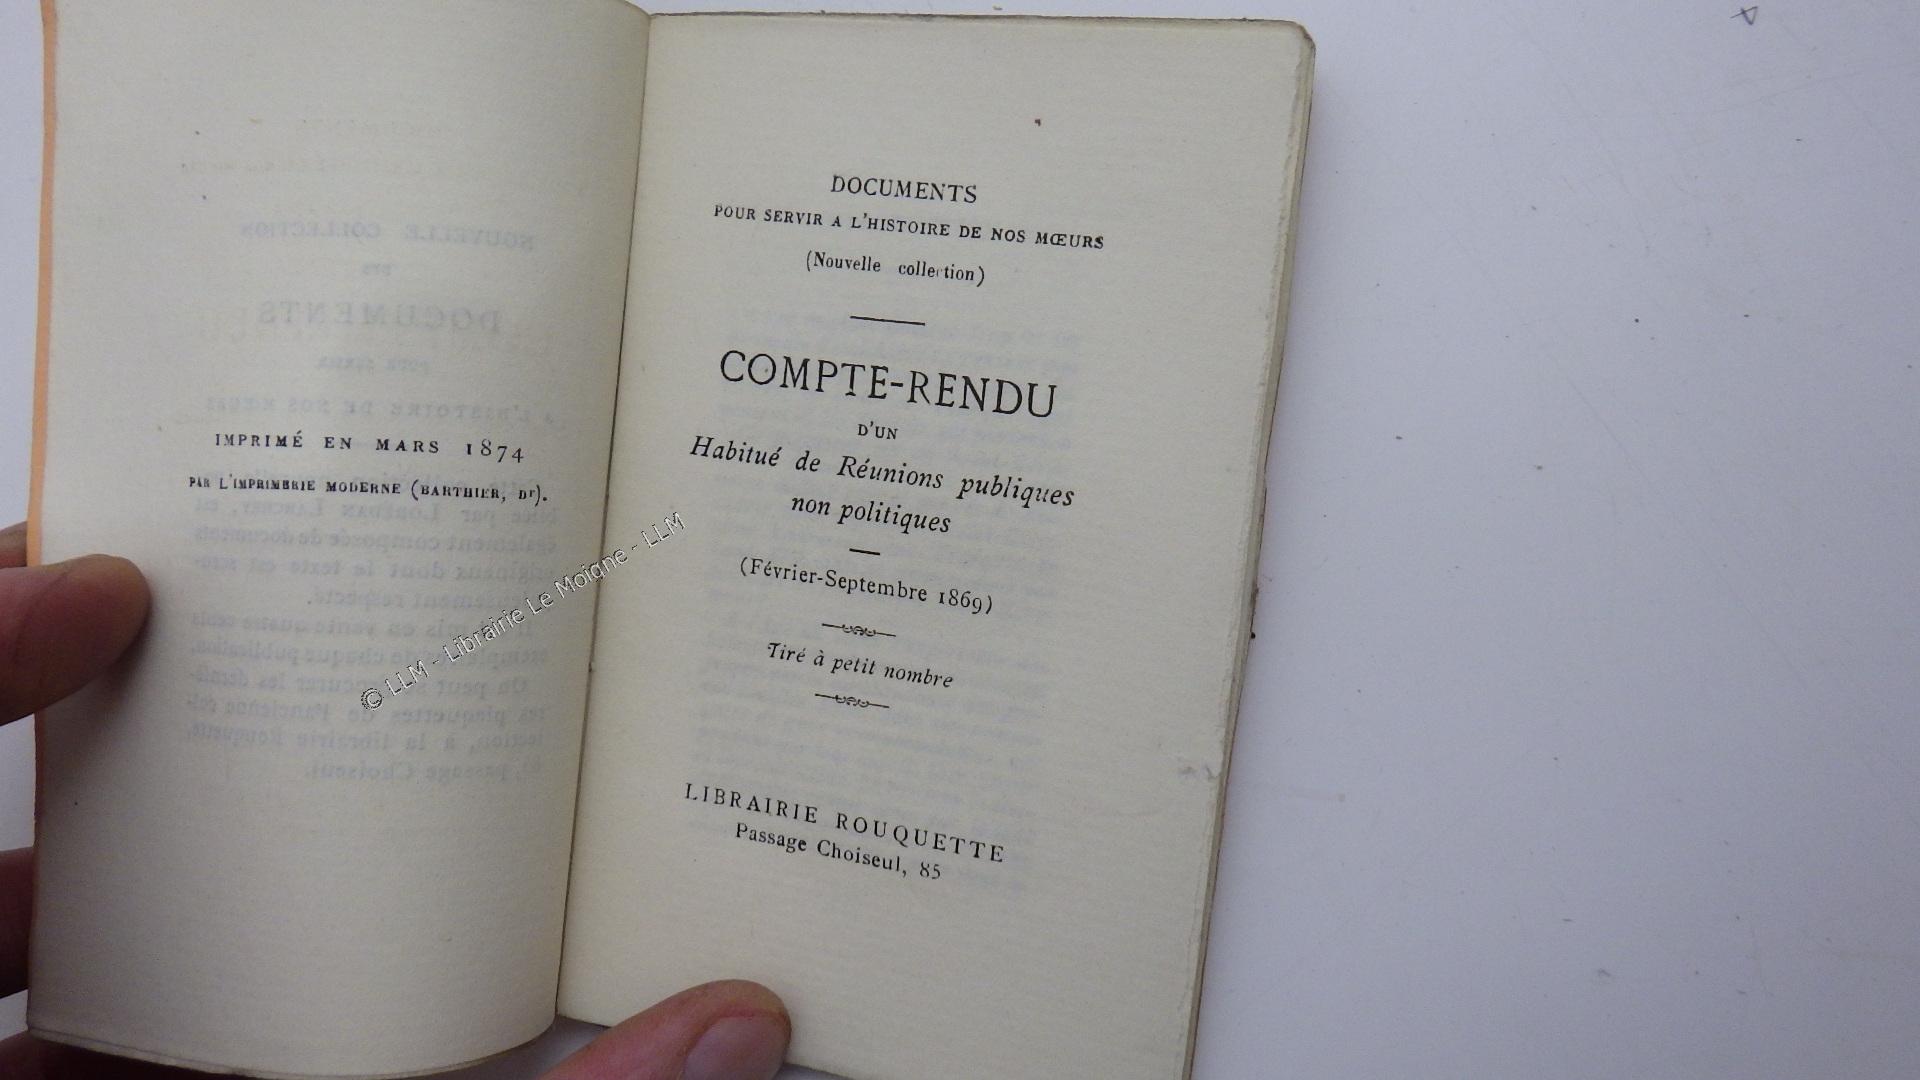 IMPRIMÉ EN MARS 1874
PAR L'IMPRIMERIE MODERNE (BARTHIER, Dr).
DOCUMENTS
POUR SERVIR A L'HISTOIRE DE NOS MŒURS
(Nouvelle collection)
COMPTE-RENDU
D'UN
Habitué de Réunions publiques
non politiques
(Février-Septembre 1869)
Tiré à petit nombre
LIBRAIRIE ROUQUETTE
Passage Choiseul, 85
© LLM - Librairie Le Moigne - LLM